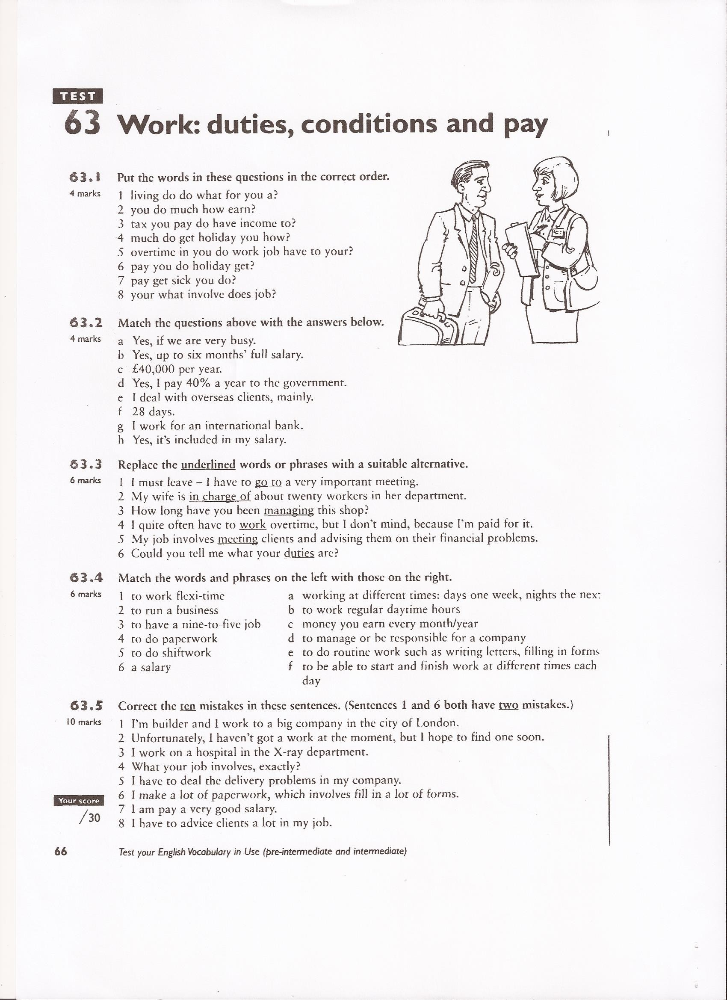 TEST
63 Work: duties, conditions and pay
63.1 Put the words in these questions in the correct order.
4 marks
1 living do do what for you a?
2 you do much how earn?
3 tax you pay do have income to?
4 much do get holiday you how?
5 overtime in you do work job have to your?
6 pay you do holiday get?
7 pay get sick you do?
8 your what involve does job?
63.2 Match the questions above with the answers below.
4 marks
a Yes, if we are very busy.
b Yes, up to six months' full salary.
c £40,000 per year.
d Yes, I pay 40% a year to the government.
e I deal with overseas clients, mainly.
f 28 days.
g I work for an international bank.
h Yes, it's included in my salary.
63.3 Replace the underlined words or phrases with a suitable alternative.
6 marks
1 I must leave – I have to go to a very important meeting.
2 My wife is in charge of about twenty workers in her department.
3 How long have you been managing this shop?
4 I quite often have to work overtime, but I don't mind, because I'm paid for it.
5 My job involves meeting clients and advising them on their financial problems.
6 Could you tell me what your duties are?
63.4 Match the words and phrases on the left with those on the right.
6 marks
1 to work flexi-time
2 to run a business
3 to have a nine-to-five job
4 to do paperwork
5 to do shiftwork
6 a salary
a working at different times: days one week, nights the nex
b to work regular daytime hours
c money you earn every month/year
d to manage or be responsible for a company
e to do routine work such as writing letters, filling in forms
f to be able to start and finish work at different times each
day
63.5 Correct the ten mistakes in these sentences. (Sentences 1 and 6 both have two mistakes.)
10 marks
1 I'm builder and I work to a big company in the city of London.
2 Unfortunately, I haven't got a work at the moment, but I hope to find one soon.
3 I work on a hospital in the X-ray department.
4 What your job involves, exactly?
5 I have to deal the delivery problems in my company.
6 I make a lot of paperwork, which involves fill in a lot of forms.
7 I am pay a very good salary.
8 I have to advice clients a lot in my job.
Your score
/30
66 Test your English Vocabulary in Use (pre-intermediate and intermediate)